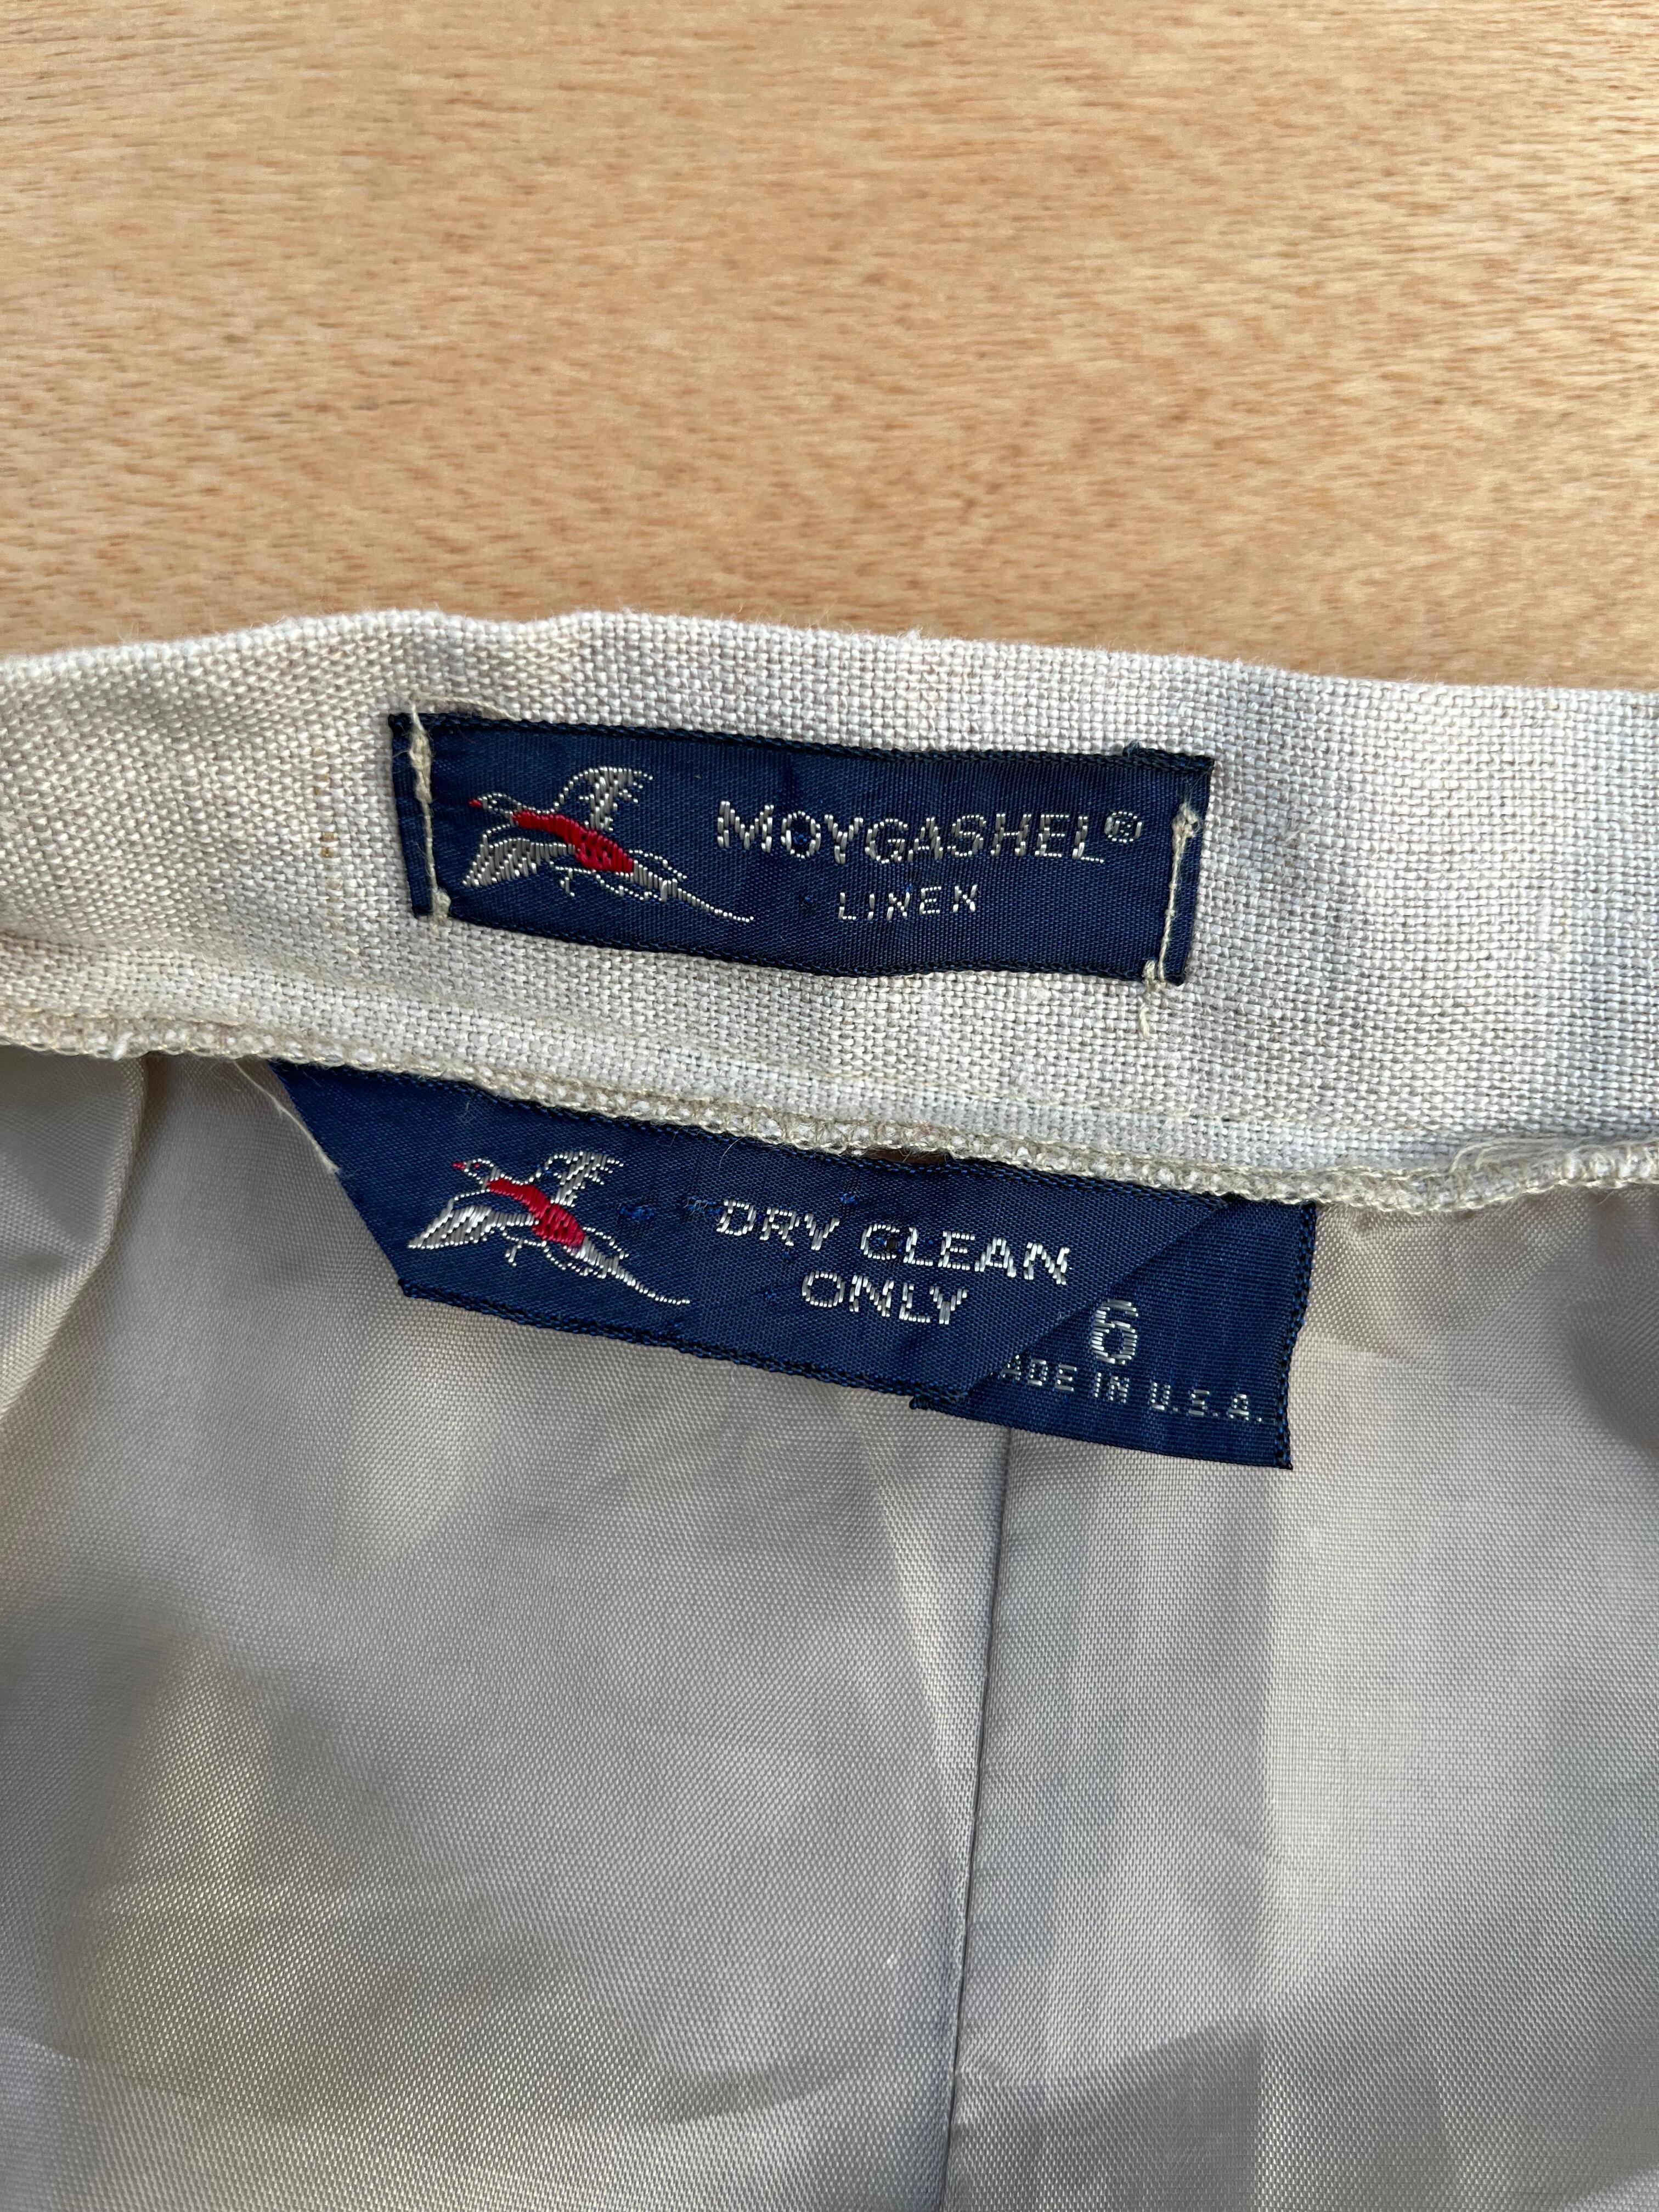 MOYGASHEL®
LINEN
DRY CLEAN
ONLY
6
ADE IN U.S.A.